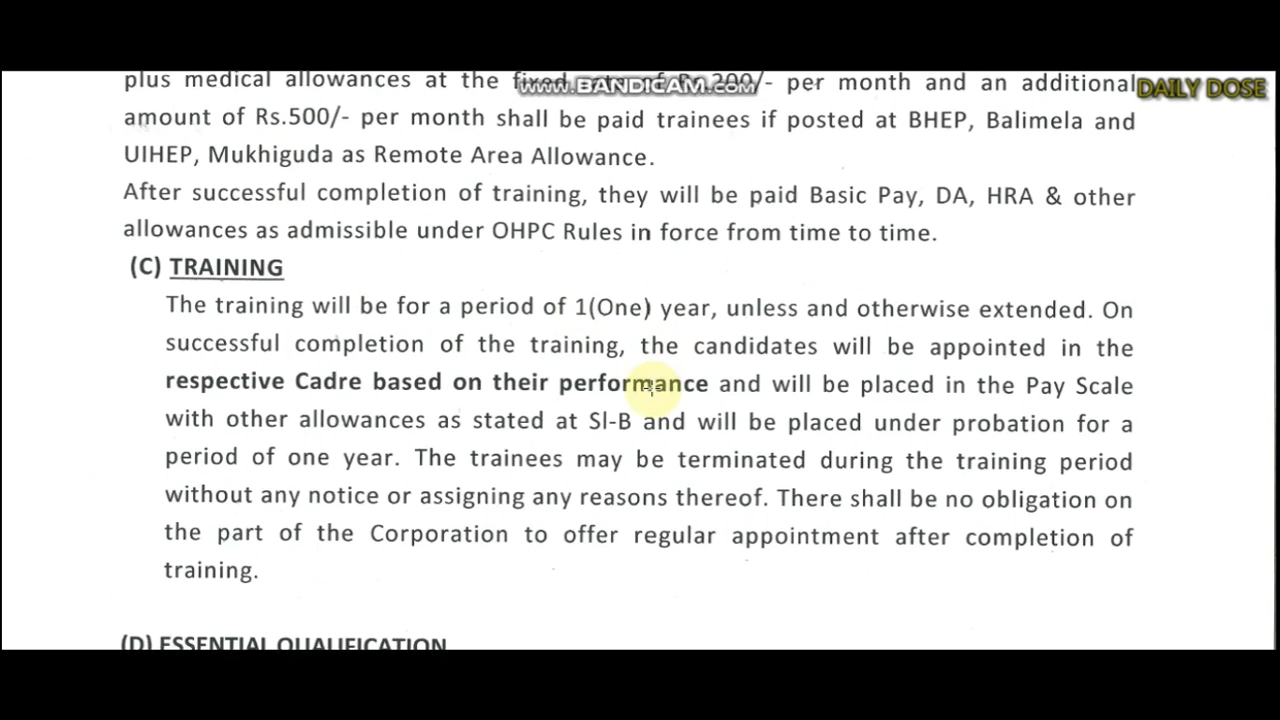 plus medical allowances at the fixed rate of Rs.200/- per month and an additional
www.BANDICAM.com
DAILY DOSE
amount of Rs.500/- per month shall be paid trainees if posted at BHEP, Balimela and
UIHEP, Mukhiguda as Remote Area Allowance.
After successful completion of training, they will be paid Basic Pay, DA, HRA & other
allowances as admissible under OHPC Rules in force from time to time.
(C) TRAINING
The training will be for a period of 1(One) year, unless and otherwise extended. On
successful completion of the training, the candidates will be appointed in the
respective Cadre based on their performance and will be placed in the Pay Scale
with other allowances as stated at Sl-B and will be placed under probation for a
period of one year. The trainees may be terminated during the training period
without any notice or assigning any reasons thereof. There shall be no obligation on
the part of the Corporation to offer regular appointment after completion of
training.
(D) ESSENTIAL QUALIFICATION